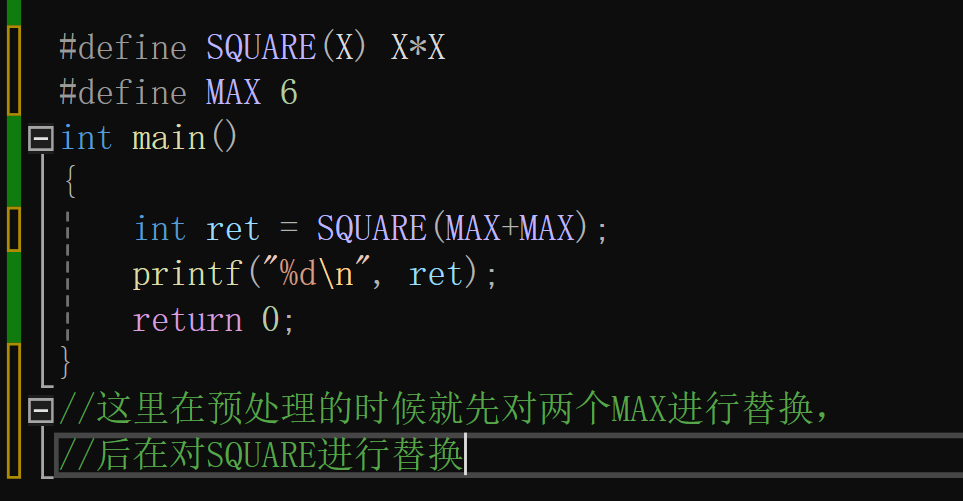 #define SQUARE(X) X*X
#define MAX 6
int main()
{
int ret = SQUARE(MAX+MAX);
printf("%d\n", ret);
return 0;
}
//这里在预处理的时候就先对两个MAX进行替换，
//后在对SQUARE进行替换